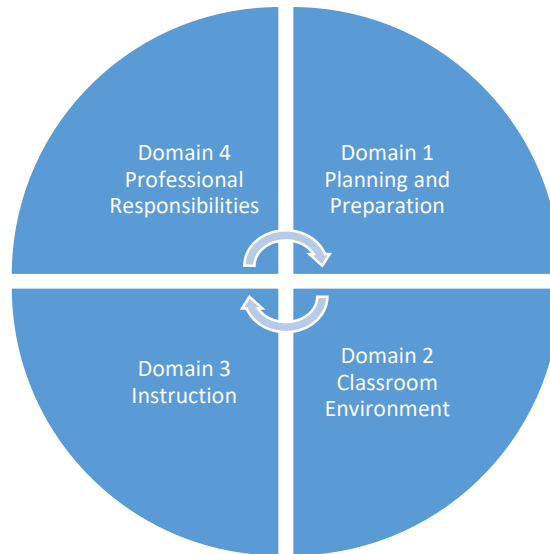 Domain 4
Professional
Responsibilities
Domain 1
Planning and
Preparation
Domain 3
Instruction
Domain 2
Classroom
Environment